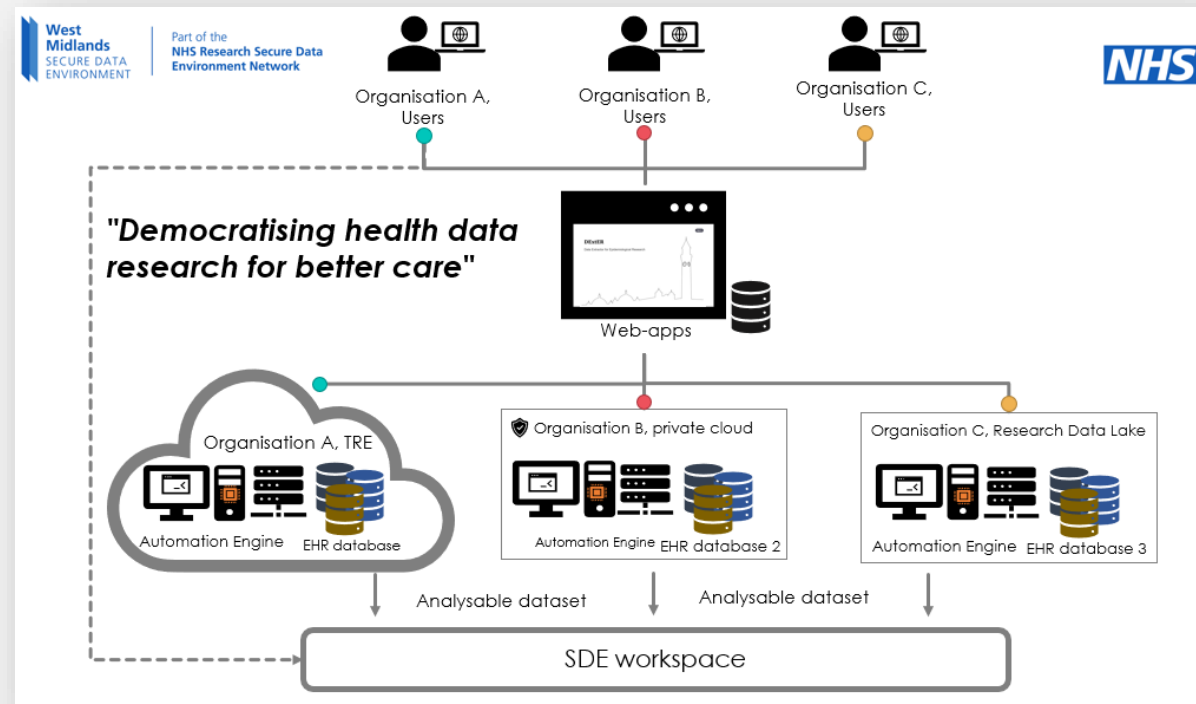 West
Midlands
SECURE DATA
ENVIRONMENT
Part of the
NHS Research Secure Data
Environment Network
NHS
Organisation A,
Users
Organisation B,
Users
Organisation C,
Users
"Democratising health data
research for better care"
DExtER
Web-apps
Organisation A, TRE
Automation Engine
EHR database
Organisation B, private cloud
Automation Engine
EHR database 2
Organisation C, Research Data Lake
Automation Engine
EHR database 3
Analysable dataset
Analysable dataset
SDE workspace